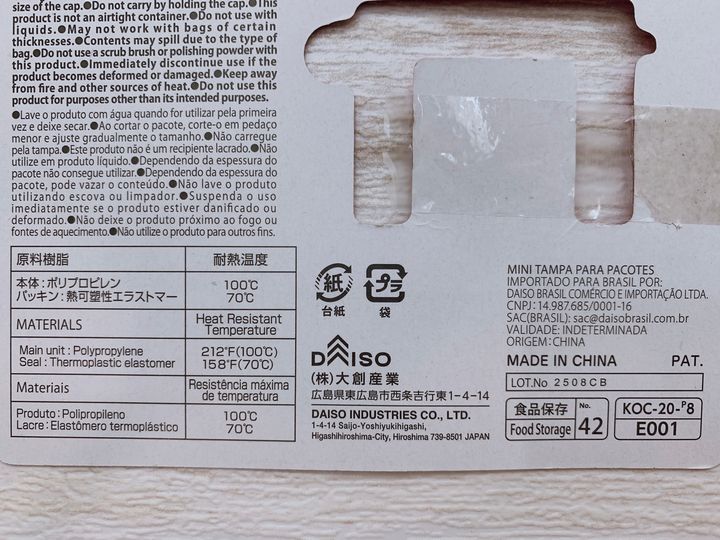 size of the cap.●Do not carry by holding the cap.●This
product is not an airtight container.●Do not use with
liquids.●May not work with bags of certain
thicknesses.●Contents may spill due to the type of
bag.●Do not use a scrub brush or polishing powder with
this product.●Immediately discontinue use if the
product becomes deformed or damaged.●Keep away
from fire and other sources of heat.●Do not use this
product for purposes other than its intended purposes.
●Lave o produto com água quando for utilizar pela primeira
vez e deixe secar.●Ao cortar o pacote, corte-o em pedaço
menor e ajuste gradualmente o tamanho.●Não carregue
pela tampa.●Este produto não é um recipiente lacrado.●Não
utilize em produto líquido.●Dependendo da espessura do
pacote não consegue utilizar.●Dependendo da espessura do
pacote, pode vazar o conteúdo.●Não lave o produto
utilizando escova ou limpador.●Suspenda o uso
imediatamente se o produto estiver danificado ou
deformado.●Não deixe o produto próximo ao fogo ou
fontes de aquecimento.●Não utilize o produto para outros fins.
原料樹脂 耐熱温度
本体：ポリプロピレン 100℃
パッキン：熱可塑性エラストマー 70℃
MATERIALS Heat Resistant Temperature
Main unit : Polypropylene 212°F(100℃)
Seal : Thermoplastic elastomer 158°F(70℃)
Materiais Resistência máxima de temperatura
Produto : Polipropileno 100℃
Lacre : Elastômero termoplástico 70℃
紙 プラ
台紙 袋
DAISO
(株)大創産業
広島県東広島市西条吉行東1-4-14
DAISO INDUSTRIES CO., LTD.
1-4-14 Saijo-Yoshiyukihigashi,
Higashihiroshima-City, Hiroshima 739-8501 JAPAN
MINI TAMPA PARA PACOTES
IMPORTADO PARA BRASIL POR:
DAISO BRASIL COMÉRCIO E IMPORTAÇÃO LTDA.
CNPJ : 14.987.685/0001-16
SAC(BRASIL): sac@daisobrasil.com.br
VALIDADE: INDETERMINADA
ORIGEM: CHINA
MADE IN CHINA PAT.
LOT.No 2508CB
食品保存 No. 42
Food Storage
KOC-20-P8
E001